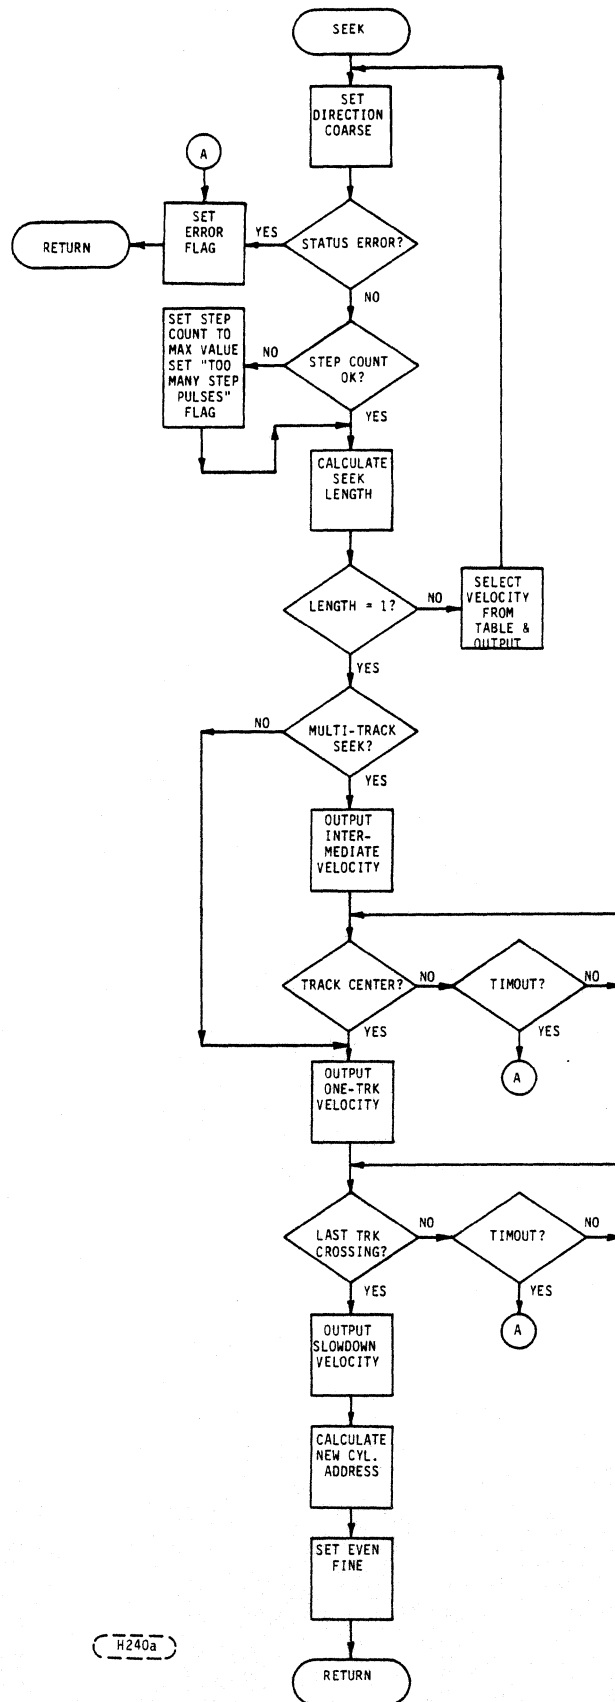 SEEK
SET
DIRECTION
COARSE
A
SET
ERROR
FLAG
RETURN
YES
STATUS ERROR?
NO
SET STEP
COUNT TO
MAX VALUE
SET "TOO
MANY STEP
PULSES"
FLAG
NO
STEP COUNT
OK?
YES
CALCULATE
SEEK
LENGTH
LENGTH = 1?
NO
SELECT
VELOCITY
FROM
TABLE &
OUTPUT
YES
NO
MULTI-TRACK
SEEK?
YES
OUTPUT
INTER-
MEDIATE
VELOCITY
TRACK CENTER?
NO
TIMOUT?
NO
YES
YES
A
OUTPUT
ONE-TRK
VELOCITY
LAST TRK
CROSSING?
NO
TIMOUT?
NO
YES
YES
A
OUTPUT
SLOWDOWN
VELOCITY
CALCULATE
NEW CYL.
ADDRESS
SET EVEN
FINE
H240a
RETURN